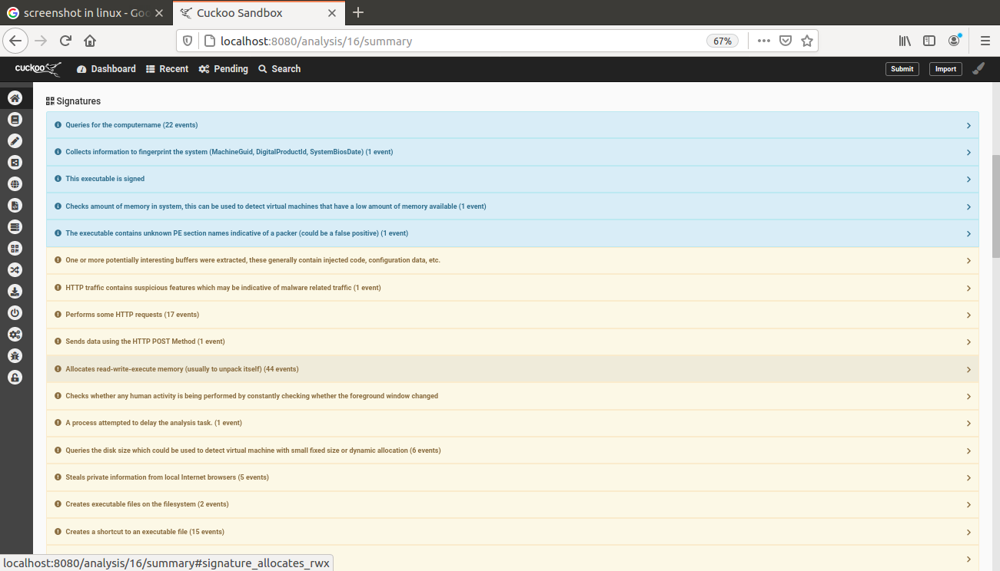 screenshot in linux - Goo
Cuckoo Sandbox
localhost:8080/analysis/16/summary
67%
cuckoo
Dashboard
Recent
Pending
Search
Submit
Import
Signatures
Queries for the computername (22 events)
Collects information to fingerprint the system (MachineGuid, DigitalProductId, SystemBiosDate) (1 event)
This executable is signed
Checks amount of memory in system, this can be used to detect virtual machines that have a low amount of memory available (1 event)
The executable contains unknown PE section names indicative of a packer (could be a false positive) (1 event)
One or more potentially interesting buffers were extracted, these generally contain injected code, configuration data, etc.
HTTP traffic contains suspicious features which may be indicative of malware related traffic (1 event)
Performs some HTTP requests (17 events)
Sends data using the HTTP POST Method (1 event)
Allocates read-write-execute memory (usually to unpack itself) (44 events)
Checks whether any human activity is being performed by constantly checking whether the foreground window changed
A process attempted to delay the analysis task. (1 event)
Queries the disk size which could be used to detect virtual machine with small fixed size or dynamic allocation (6 events)
Steals private information from local Internet browsers (5 events)
Creates executable files on the filesystem (2 events)
Creates a shortcut to an executable file (15 events)
localhost:8080/analysis/16/summary#signature_allocates_rwx